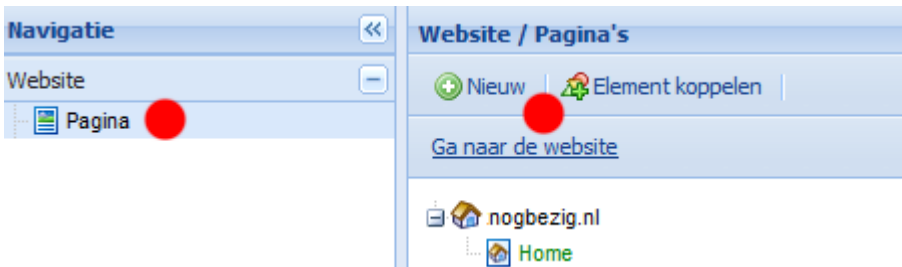 Navigatie
Website
Pagina
Website / Pagina's
Nieuw Element koppelen
Ga naar de website
nogbezig.nl
Home